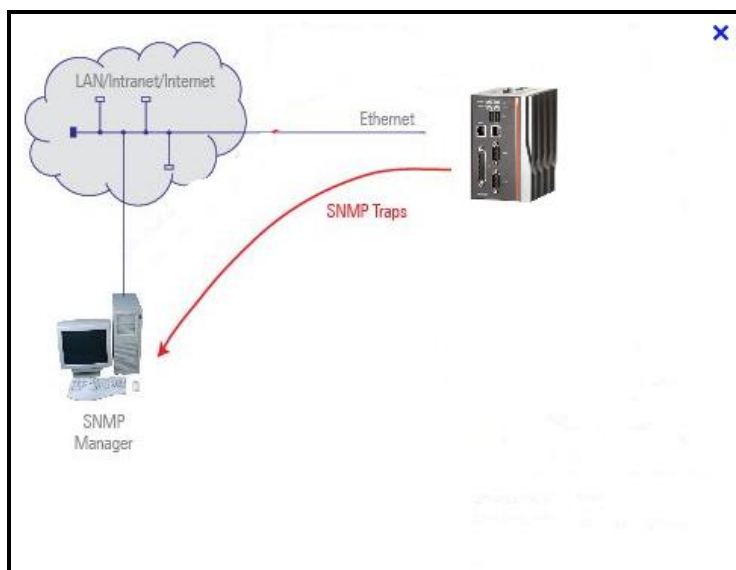 LAN/Intranet/Internet
Ethernet
SNMP Traps
SNMP
Manager